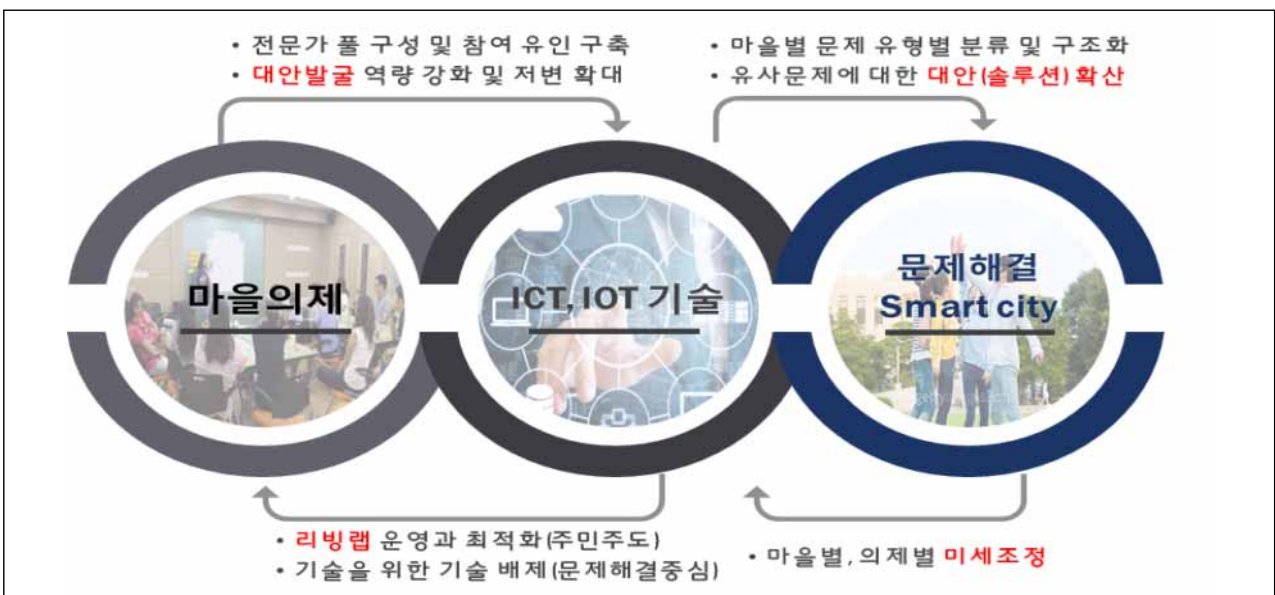 • 전문가 풀 구성 및 참여 유인 구축
• 대안발굴 역량 강화 및 저변 확대
• 마을별 문제 유형별 분류 및 구조화
• 유사문제에 대한 대안(솔루션) 확산
마을의제
ICT, IOT 기술
문제해결
Smart city
• 리빙랩 운영과 최적화(주민주도)
• 기술을 위한 기술 배제(문제해결중심)
• 마을별, 의제별 미세조정